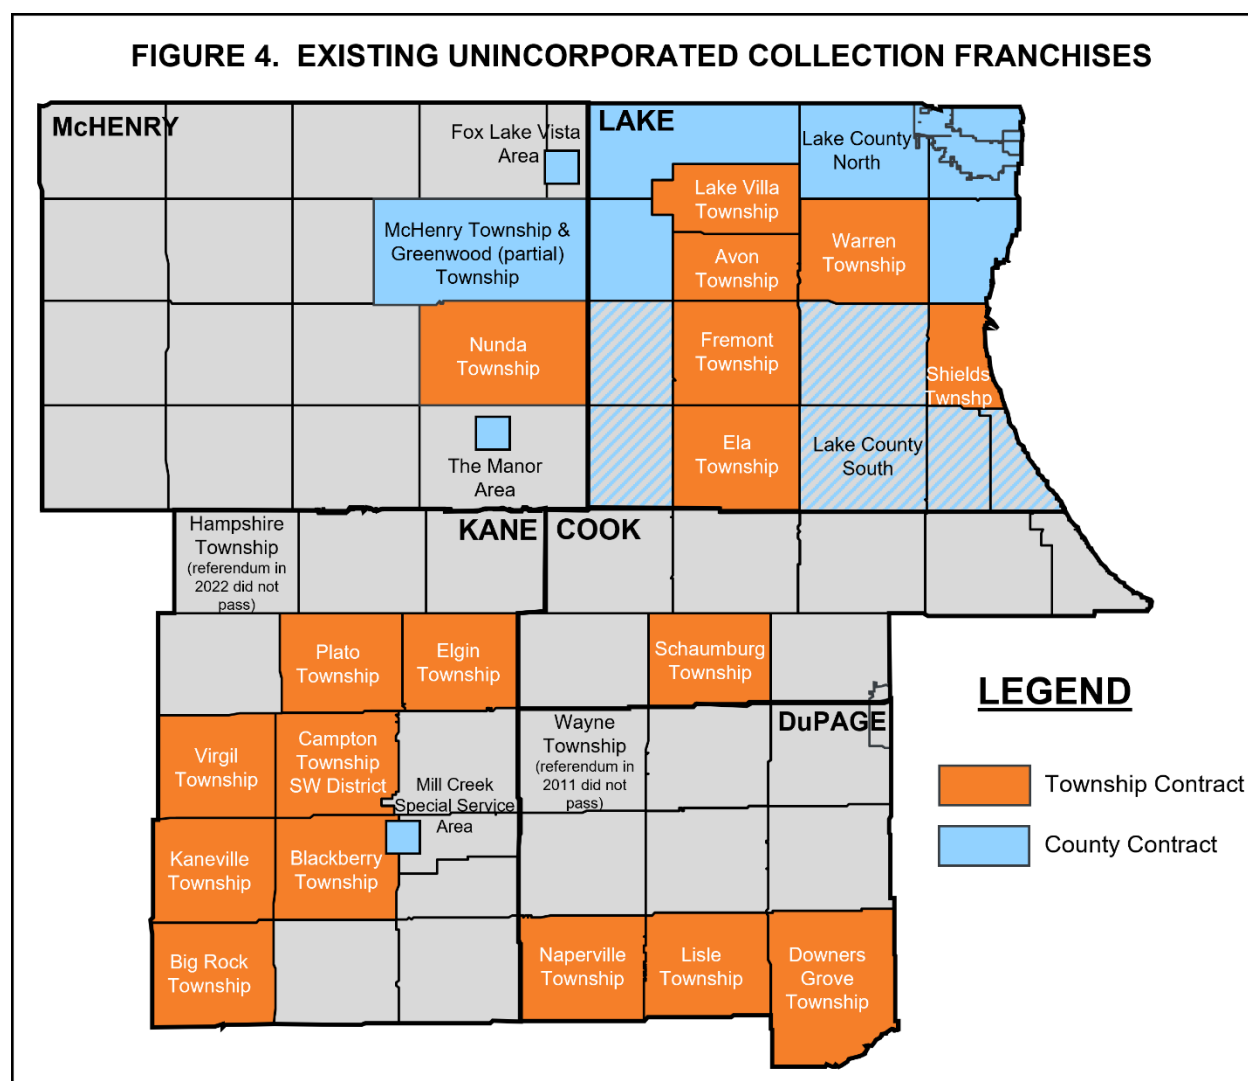 FIGURE 4. EXISTING UNINCORPORATED COLLECTION FRANCHISES
McHENRY
Fox Lake Vista
Area
LAKE
Lake County
North
Lake Villa
Township
McHenry Township &
Greenwood (partial)
Township
Avon
Township
Warren
Township
Nunda
Township
Fremont
Township
Shields
Twnshp
The Manor
Area
Ela
Township
Lake County
South
Hampshire
Township
(referendum in
2022 did not
pass)
KANE
COOK
Plato
Township
Elgin
Township
Schaumburg
Township
LEGEND
Township Contract
County Contract
Virgil
Township
Campton
Township
SW District
Mill Creek
Special Service
Area
Wayne
Township
(referendum in
2011 did not
pass)
DuPAGE
Kaneville
Township
Blackberry
Township
Big Rock
Township
Naperville
Township
Lisle
Township
Downers
Grove
Township